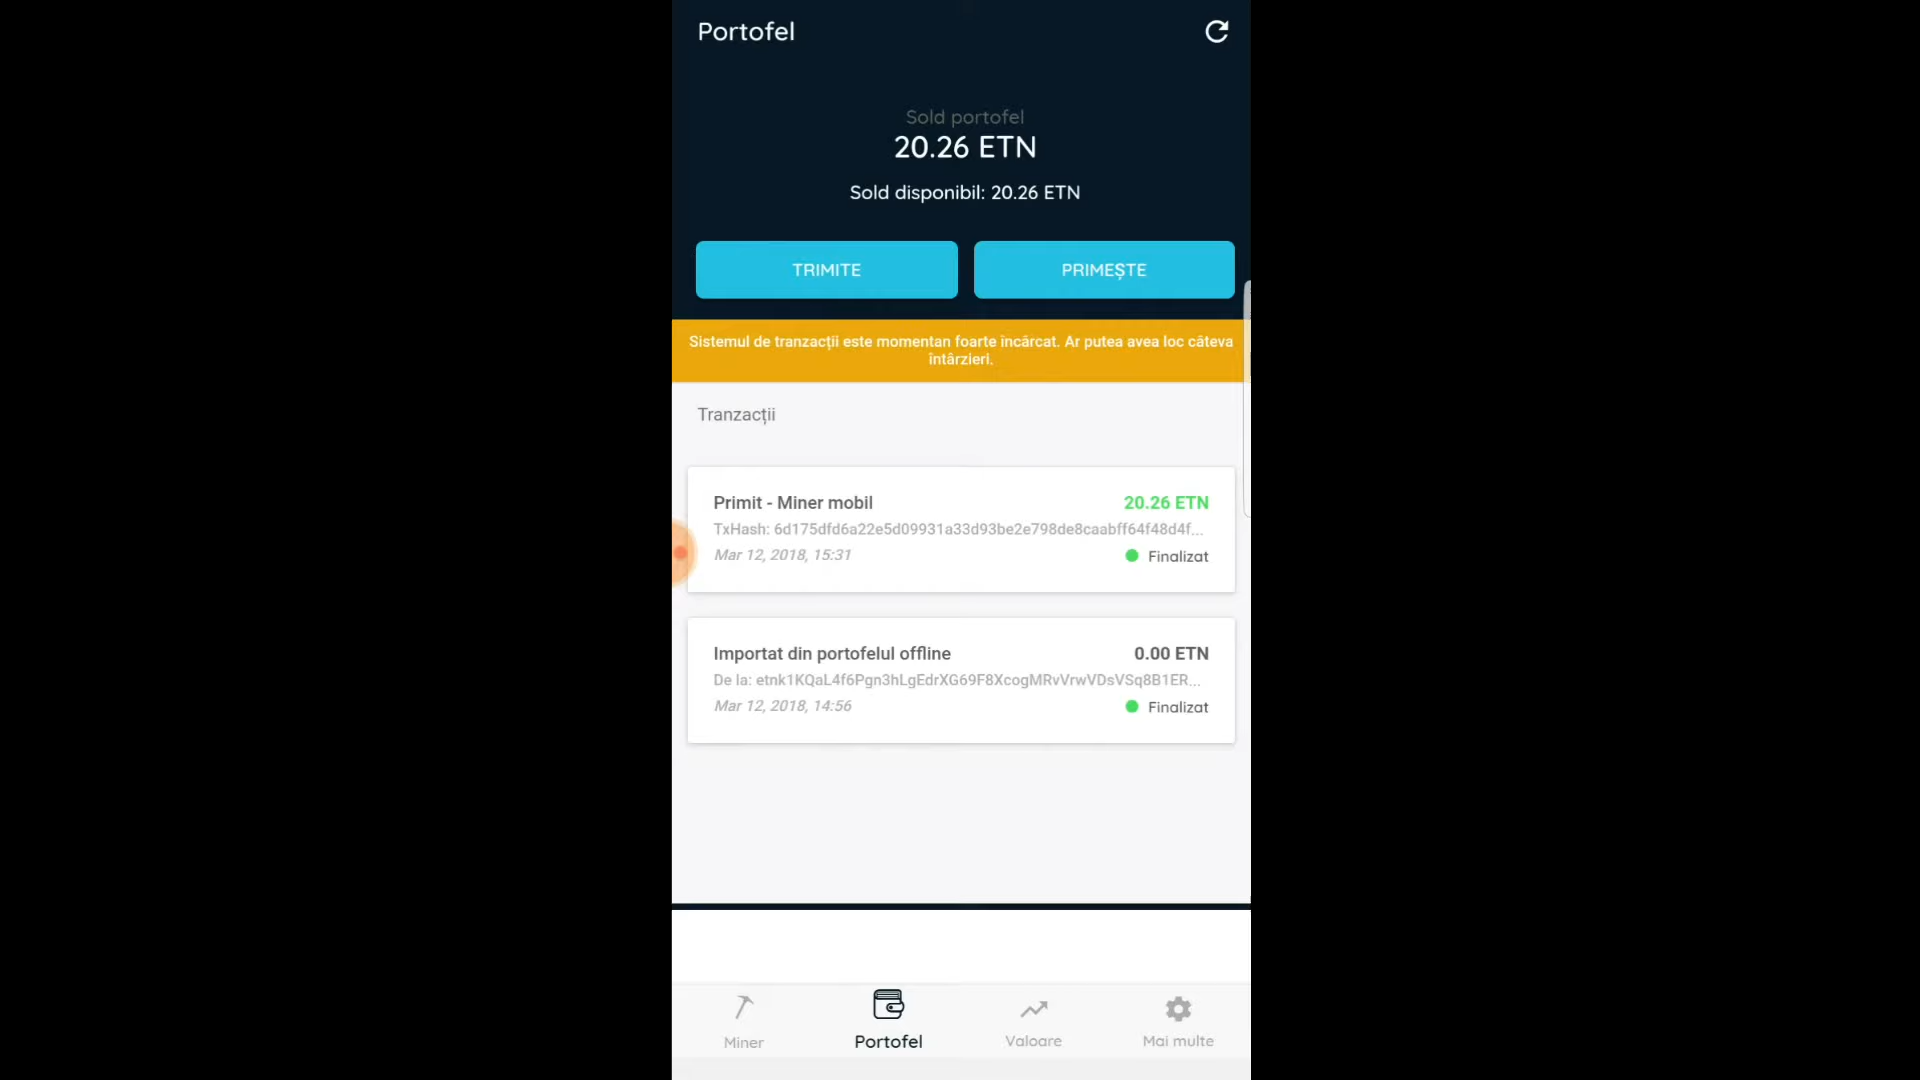 Portofel
Sold portofel
20.26 ETN
Sold disponibil: 20.26 ETN
TRIMITE
PRIMEȘTE
Sistemul de tranzacții este momentan foarte încărcat. Ar putea avea loc câteva
întârzieri.
Tranzacții
Primit - Miner mobil
20.26 ETN
TxHash: 6d175dfd6a22e5d09931a33d93be2e798de8caabff64f48d4f...
Mar 12, 2018, 15:31
Finalizat
Importat din portofelul offline
0.00 ETN
De la: etnk1KQaL4f6Pgn3hLgEdrXG69F8XcogMRvVrwVDsVSq8B1ER...
Mar 12, 2018, 14:56
Finalizat
Miner
Portofel
Valoare
Mai multe